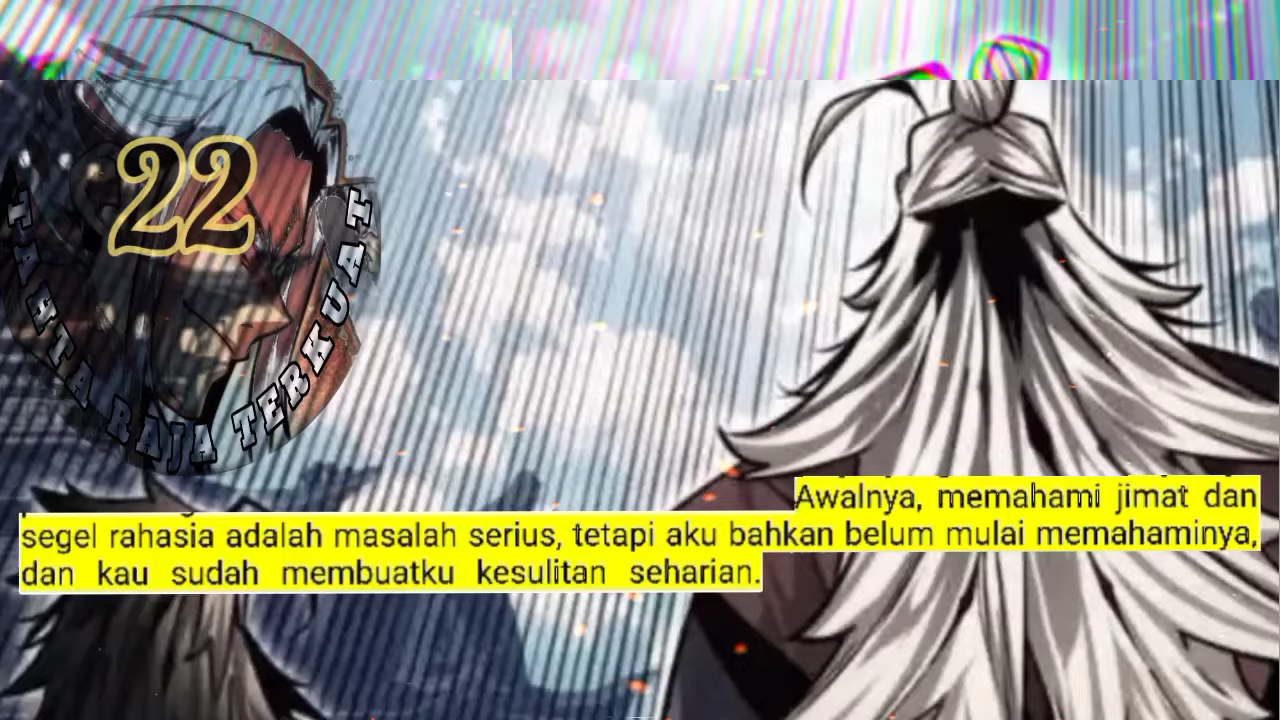 22
TAHTA RAJA TERKUAT
Awalnya, memahami jimat dan
segel rahasia adalah masalah serius, tetapi aku bahkan belum mulai memahaminya,
dan kau sudah membuatku kesulitan seharian.